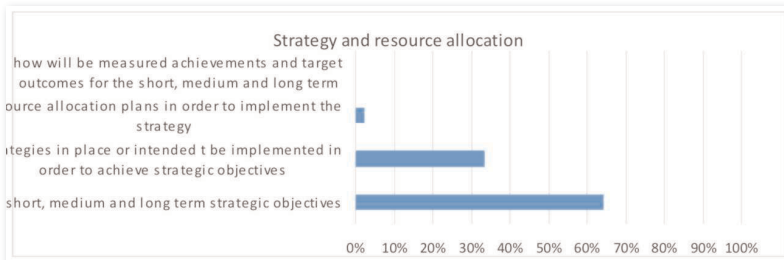 Strategy and resource allocation
how will be measured achievements and target
outcomes for the short, medium and long term
ource allocation plans in order to implement the
strategy
tegies in place or intended t be implemented in
order to achieve strategic objectives
short, medium and long term strategic objectives
0% 10% 20% 30% 40% 50% 60% 70% 80% 90% 100%